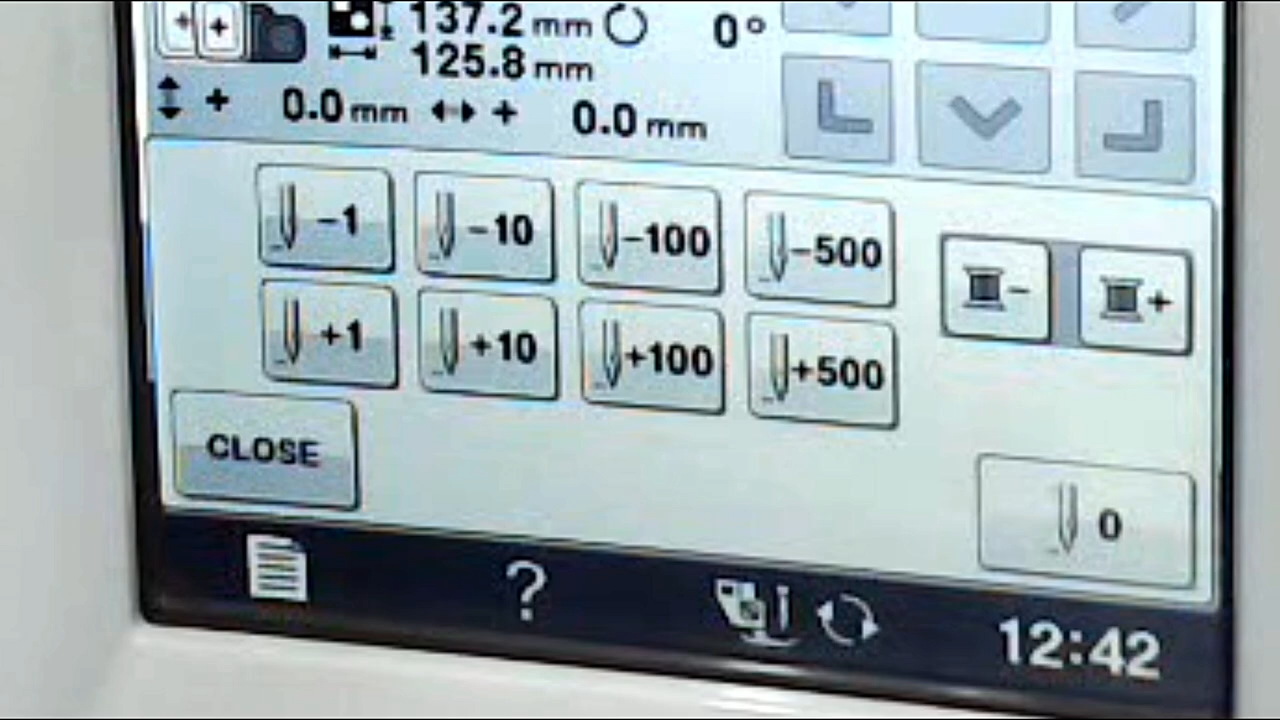 137.2 mm 0°
125.8 mm
+ 0.0 mm + 0.0 mm
-1 -10 -100 -500 - +
+1 +10 +100 +500
CLOSE
0
? 12:42